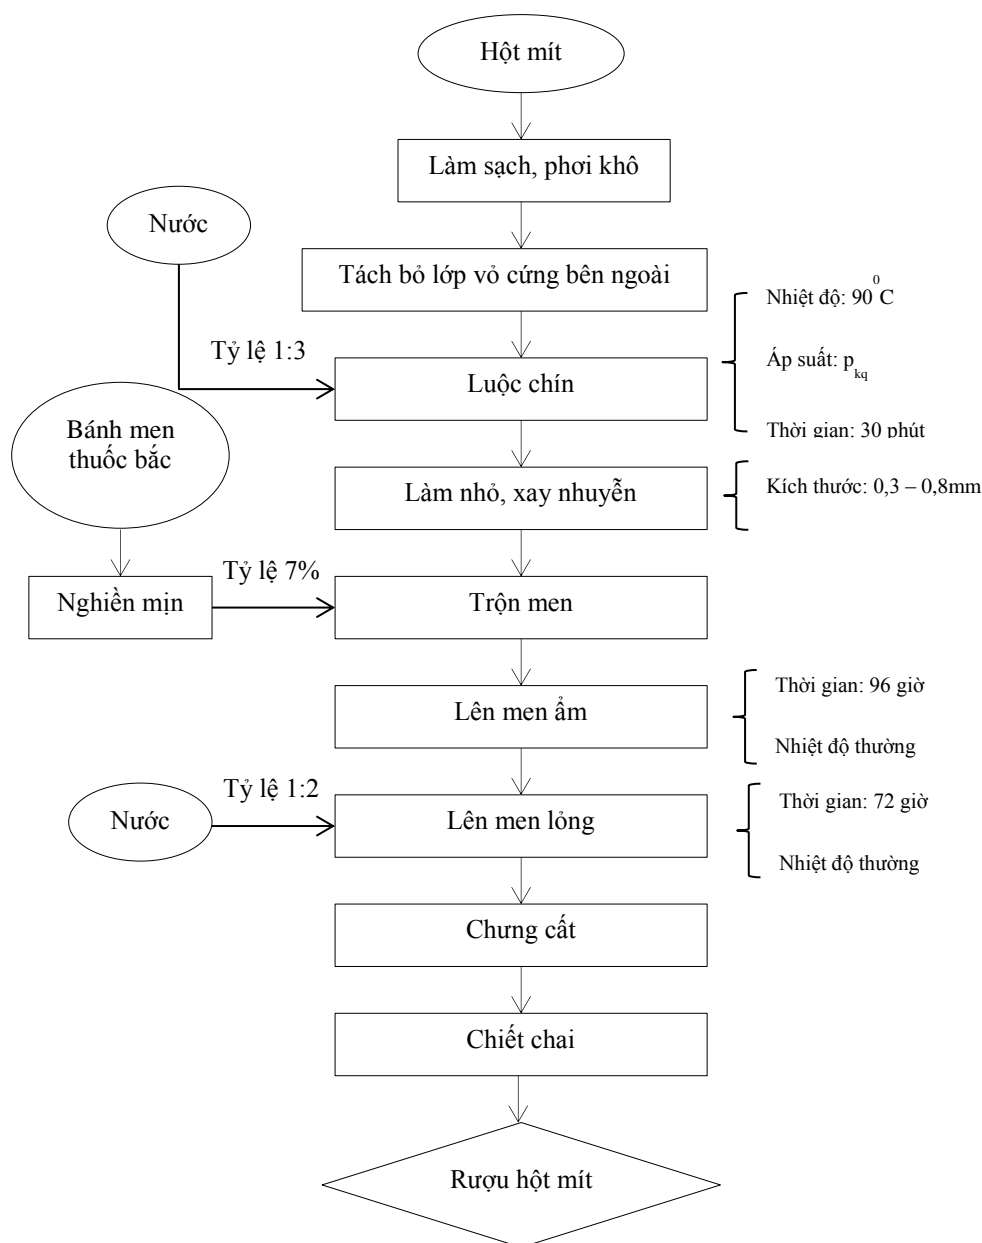 Hột mít
Làm sạch, phơi khô
Nước
Tách bỏ lớp vỏ cứng bên ngoài
Nhiệt độ: 90⁰C
Tỷ lệ 1:3
Áp suất: pkq
Luộc chín
Bánh men
thuốc bắc
Thời gian: 30 phút
Làm nhỏ, xay nhuyễn
Kích thước: 0,3 – 0,8mm
Tỷ lệ 7%
Nghiền mịn
Trộn men
Thời gian: 96 giờ
Lên men ẩm
Nhiệt độ thường
Tỷ lệ 1:2
Thời gian: 72 giờ
Nước
Lên men lỏng
Nhiệt độ thường
Chưng cất
Chiết chai
Rượu hột mít